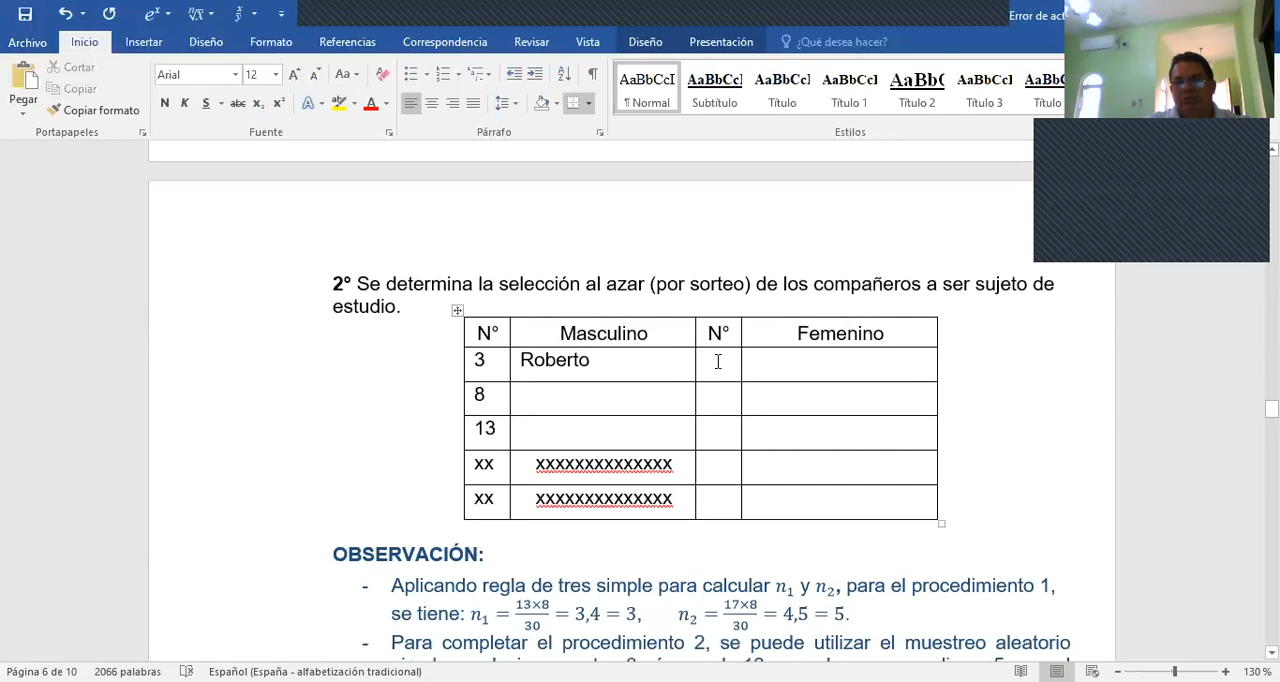 Error de act
Archivo Inicio Insertar Diseño Formato Referencias Correspondencia Revisar Vista Diseño Presentación ¿Qué desea hacer?
Cortar
Copiar
Copiar formato
Pegar
Portapapeles
Arial 12
N K S abc x₂ x²
Fuente
Párrafo
AaBbCcI AaBbCcl AaBbCcl AaBbCcl AaBb( AaBbCcl AaBb
¶ Normal Subtítulo Título Título 1 Título 2 Título 3 Título
Estilos
2° Se determina la selección al azar (por sorteo) de los compañeros a ser sujeto de
estudio.
N° Masculino N° Femenino
3 Roberto
8
13
xx xxxxxxxxxxxxxx
xx xxxxxxxxxxxxxx
OBSERVACIÓN:
- Aplicando regla de tres simple para calcular n₁ y n₂, para el procedimiento 1,
se tiene: n₁ = 13×8/30 = 3,4 = 3, n₂ = 17×8/30 = 4,5 = 5.
- Para completar el procedimiento 2, se puede utilizar el muestreo aleatorio
Página 6 de 10 2066 palabras Español (España - alfabetización tradicional) 130 %